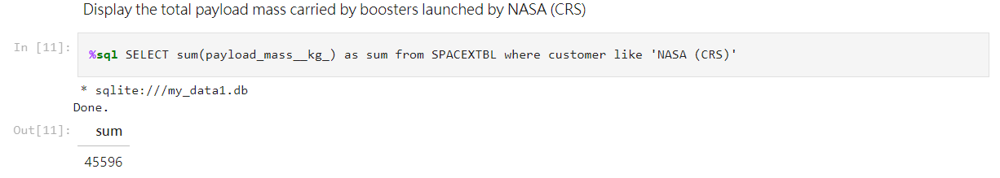 Display the total payload mass carried by boosters launched by NASA (CRS)
In [11]: %sql SELECT sum(payload_mass__kg_) as sum from SPACEXTBL where customer like 'NASA (CRS)'
* sqlite:///my_data1.db
Done.
Out[11]: sum
45596